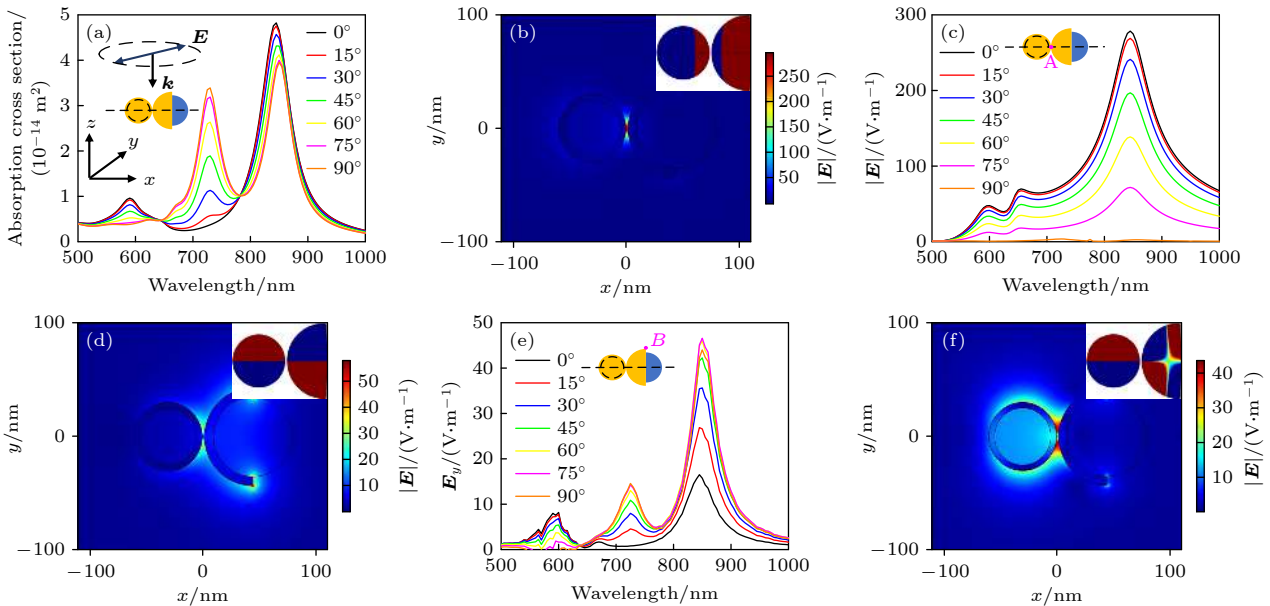 (a)
Absorption cross section/
(10⁻¹⁴ m²)
5
4
3
2
1
0
500 600 700 800 900 1000
Wavelength/nm
E
k
z
y
x
0°
15°
30°
45°
60°
75°
90°
(b)
y/nm
100
0
−100
−100 0 100
x/nm
250
200
150
100
50
|E|/(V·m⁻¹)
(c)
|E|/(V·m⁻¹)
300
200
100
0
500 600 700 800 900 1000
Wavelength/nm
A
0°
15°
30°
45°
60°
75°
90°
(d)
y/nm
100
0
−100
−100 0 100
x/nm
50
40
30
20
10
|E|/(V·m⁻¹)
(e)
E_y/(V·m⁻¹)
50
40
30
20
10
0
500 600 700 800 900 1000
Wavelength/nm
B
0°
15°
30°
45°
60°
75°
90°
(f)
y/nm
100
0
−100
−100 0 100
x/nm
40
30
20
10
|E|/(V·m⁻¹)